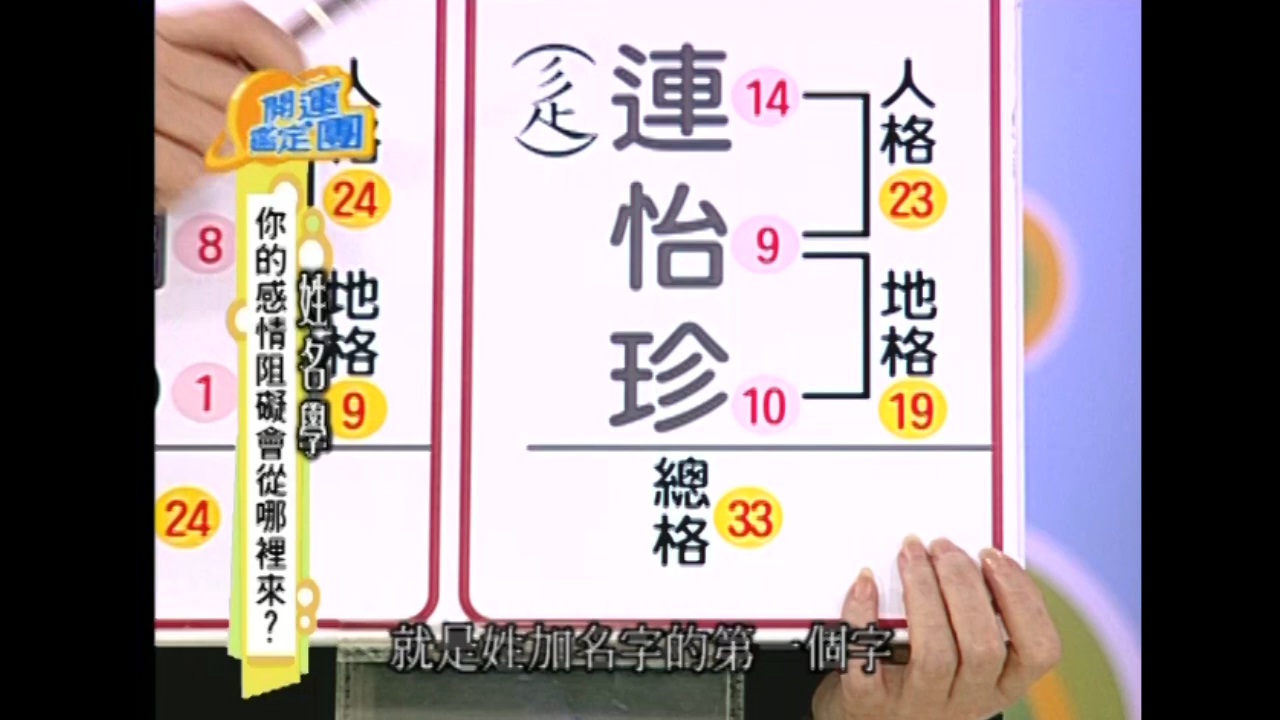 開運
鑑定團
你的感情阻礙會從哪裡來？
姓名學
人
24
8
地格
1
9
24
連
怡
珍
14
9
10
人格
23
地格
19
總格
33
就是姓加名字的第一個字